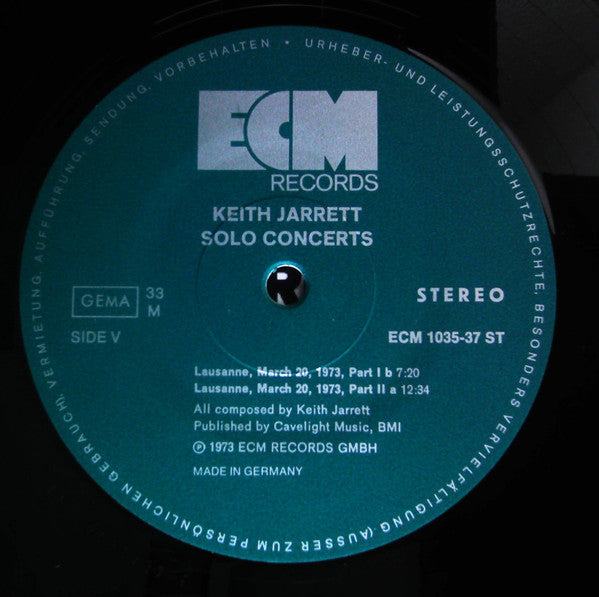 URHEBER- UND LEISTUNGSSCHUTZRECHTE, BESONDERS VERVIELFÄLTIGUNG (AUSSER ZUM PERSÖNLICHEN GEBRAUCH), VERMIETUNG, AUFFÜHRUNG, SENDUNG, VORBEHALTEN •
ECM
RECORDS
KEITH JARRETT
SOLO CONCERTS
R
GEMA 33 STEREO
M
SIDE V ECM 1035-37 ST
Lausanne, March 20, 1973, Part I b 7:20
Lausanne, March 20, 1973, Part II a 12:34
All composed by Keith Jarrett
Published by Cavelight Music, BMI
℗ 1973 ECM RECORDS GMBH
MADE IN GERMANY